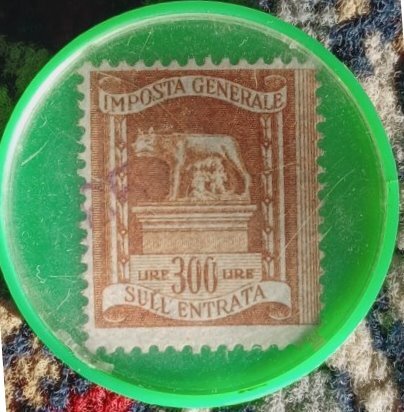 IMPOSTA GENERALE
LIRE 300 LIRE
SULL'ENTRATA